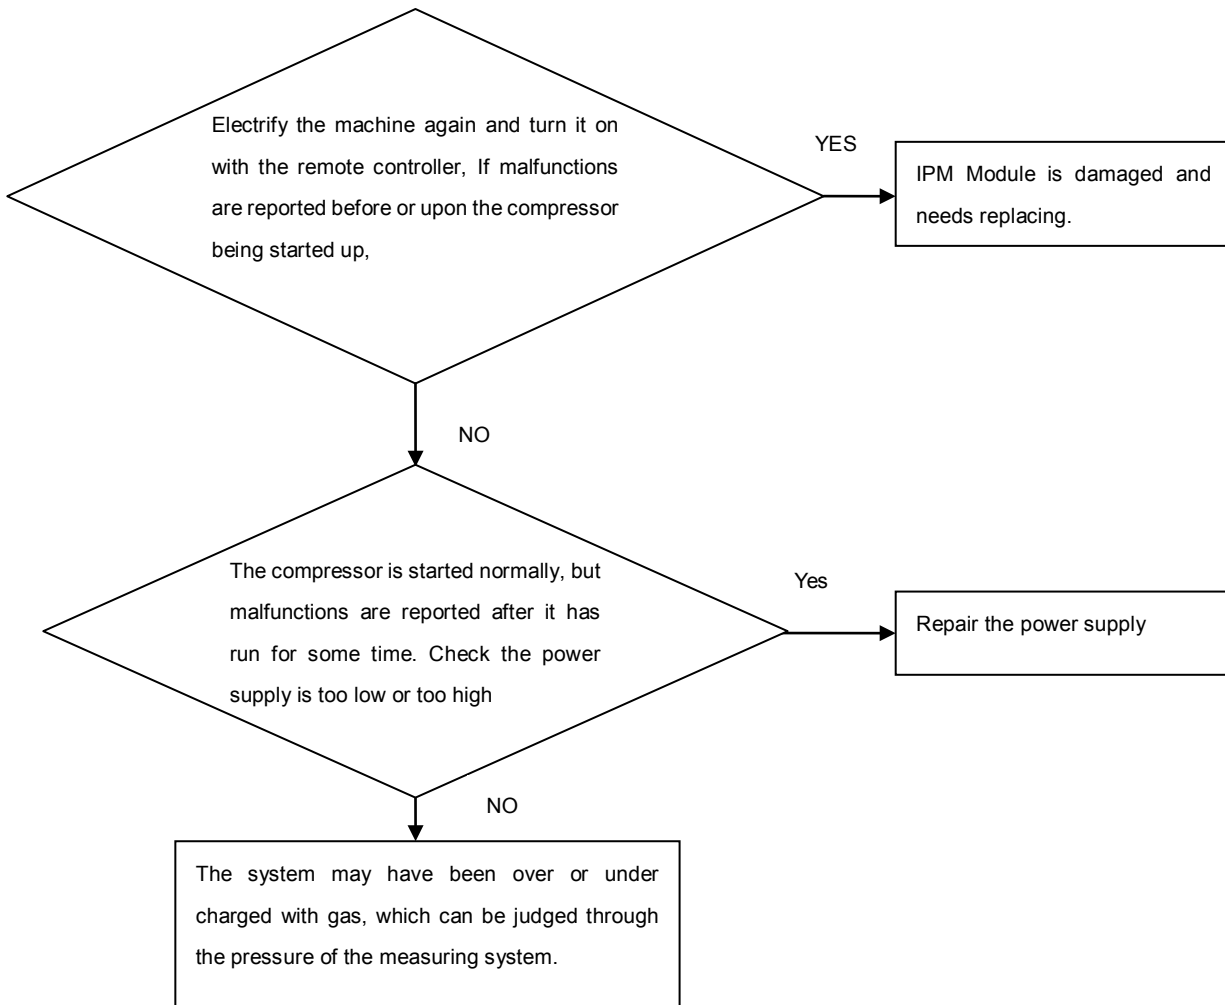 Electrify the machine again and turn it on
with the remote controller, If malfunctions
are reported before or upon the compressor
being started up,
YES
IPM Module is damaged and
needs replacing.
NO
The compressor is started normally, but
malfunctions are reported after it has
run for some time. Check the power
supply is too low or too high
Yes
Repair the power supply
NO
The system may have been over or under
charged with gas, which can be judged through
the pressure of the measuring system.